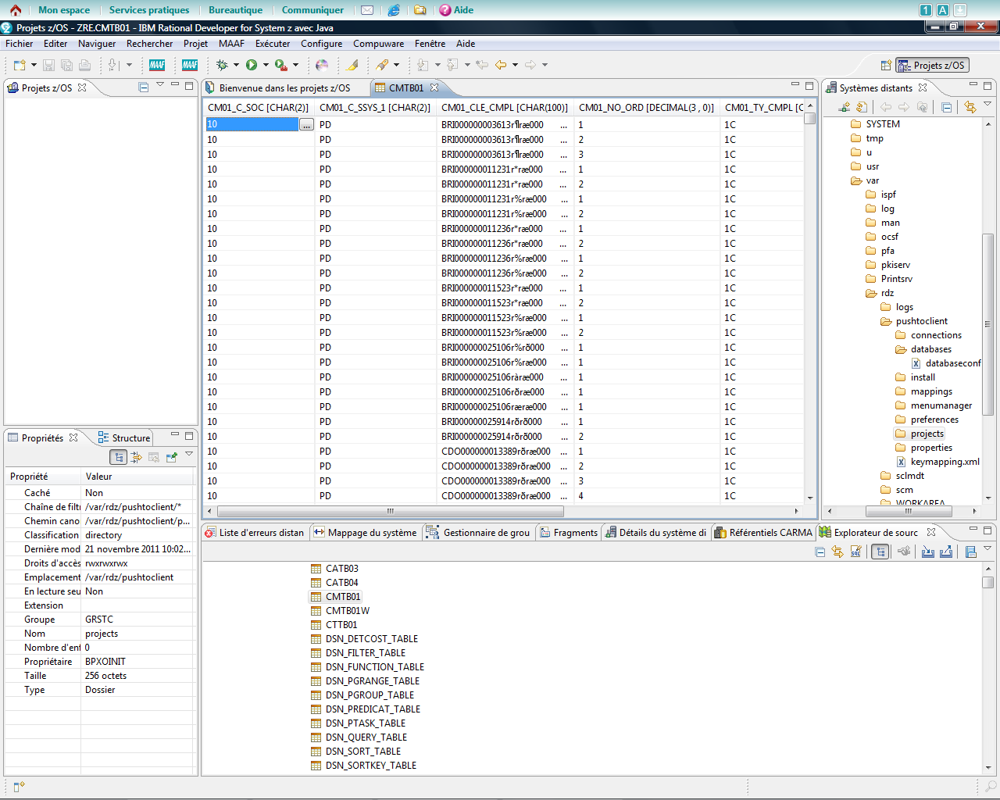 Mon espace Services pratiques Bureautique Communiquer Aide 1 A
Projets z/OS - ZRE.CMTB01 - IBM Rational Developer for System z avec Java
Fichier Editer Naviguer Rechercher Projet MAAF Exécuter Configure Compuware Fenêtre Aide
MAAF MAAF Projets z/OS
Projets z/OS
Bienvenue dans les projets z/OS CMTB01
CM01_C_SOC [CHAR(2)] CM01_C_SSYS_1 [CHAR(2)] CM01_CLE_CMPL [CHAR(100)] CM01_NO_ORD [DECIMAL(3 , 0)] CM01_TY_CMPL [C
10 ... PD BRI000000003613r¶ræ000 ... 1 1C
10 PD BRI000000003613r¶ræ000 ... 2 1C
10 PD BRI000000003613r¶ræ000 ... 3 1C
10 PD BRI000000011231r*ræ000 ... 1 1C
10 PD BRI000000011231r*ræ000 ... 2 1C
10 PD BRI000000011231r%ræ000 ... 1 1C
10 PD BRI000000011231r%ræ000 ... 2 1C
10 PD BRI000000011236r*ræ000 ... 1 1C
10 PD BRI000000011236r*ræ000 ... 2 1C
10 PD BRI000000011236r%ræ000 ... 1 1C
10 PD BRI000000011236r%ræ000 ... 2 1C
10 PD BRI000000011523r*ræ000 ... 1 1C
10 PD BRI000000011523r*ræ000 ... 2 1C
10 PD BRI000000011523r%ræ000 ... 1 1C
10 PD BRI000000011523r%ræ000 ... 2 1C
10 PD BRI000000025106r%rð000 ... 1 1C
10 PD BRI000000025106r%ræ000 ... 1 1C
10 PD BRI000000025106ràræ000 ... 1 1C
10 PD BRI000000025106rðræ000 ... 1 1C
10 PD BRI000000025106ræræ000 ... 1 1C
10 PD BRI000000025914rðrð000 ... 1 1C
10 PD BRI000000025914rðrð000 ... 2 1C
10 PD CDO000000013389rðræ000 ... 1 1C
10 PD CDO000000013389rðræ000 ... 2 1C
10 PD CDO000000013389rðræ000 ... 3 1C
10 PD CDO000000013389rðræ000 ... 4 1C
Systèmes distants
SYSTEM
tmp
u
usr
var
ispf
log
man
ocsf
pfa
pkiserv
Printsrv
rdz
logs
pushtoclient
connections
databases
databaseconf
install
mappings
menumanager
preferences
projects
properties
keymapping.xml
sclmdt
scm
WORKAREA
Propriétés Structure
Propriété Valeur
Caché Non
Chaîne de filt /var/rdz/pushtoclient/*
Chemin cano /var/rdz/pushtoclient/p...
Classification directory
Dernière mod 21 novembre 2011 10:02...
Droits d'accès rwxrwxrwx
Emplacement /var/rdz/pushtoclient
En lecture seu Non
Extension
Groupe GRSTC
Nom projects
Nombre d'ent 0
Propriétaire BPXOINIT
Taille 256 octets
Type Dossier
Liste d'erreurs distan Mappage du système Gestionnaire de grou Fragments Détails du système di Référentiels CARMA Explorateur de sourc
CATB03
CATB04
CMTB01
CMTB01W
CTTB01
DSN_DETCOST_TABLE
DSN_FILTER_TABLE
DSN_FUNCTION_TABLE
DSN_PGRANGE_TABLE
DSN_PGROUP_TABLE
DSN_PREDICAT_TABLE
DSN_PTASK_TABLE
DSN_QUERY_TABLE
DSN_SORT_TABLE
DSN_SORTKEY_TABLE